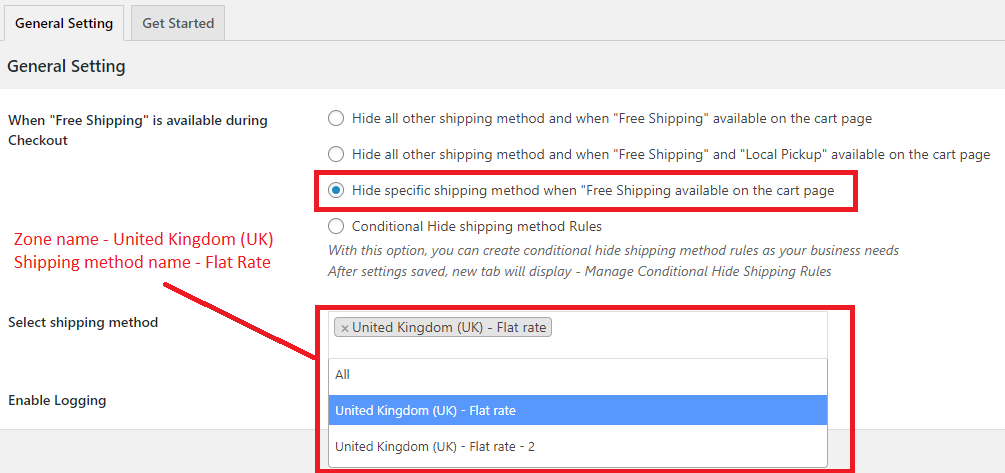 General Setting
Get Started
General Setting
When "Free Shipping" is available during
Checkout
Hide all other shipping method and when "Free Shipping" available on the cart page
Hide all other shipping method and when "Free Shipping" and "Local Pickup" available on the cart page
Hide specific shipping method when "Free Shipping available on the cart page
Conditional Hide shipping method Rules
With this option, you can create conditional hide shipping method rules as your business needs
After settings saved, new tab will display - Manage Conditional Hide Shipping Rules
Zone name - United Kingdom (UK)
Shipping method name - Flat Rate
Select shipping method
× United Kingdom (UK) - Flat rate
All
United Kingdom (UK) - Flat rate
United Kingdom (UK) - Flat rate - 2
Enable Logging